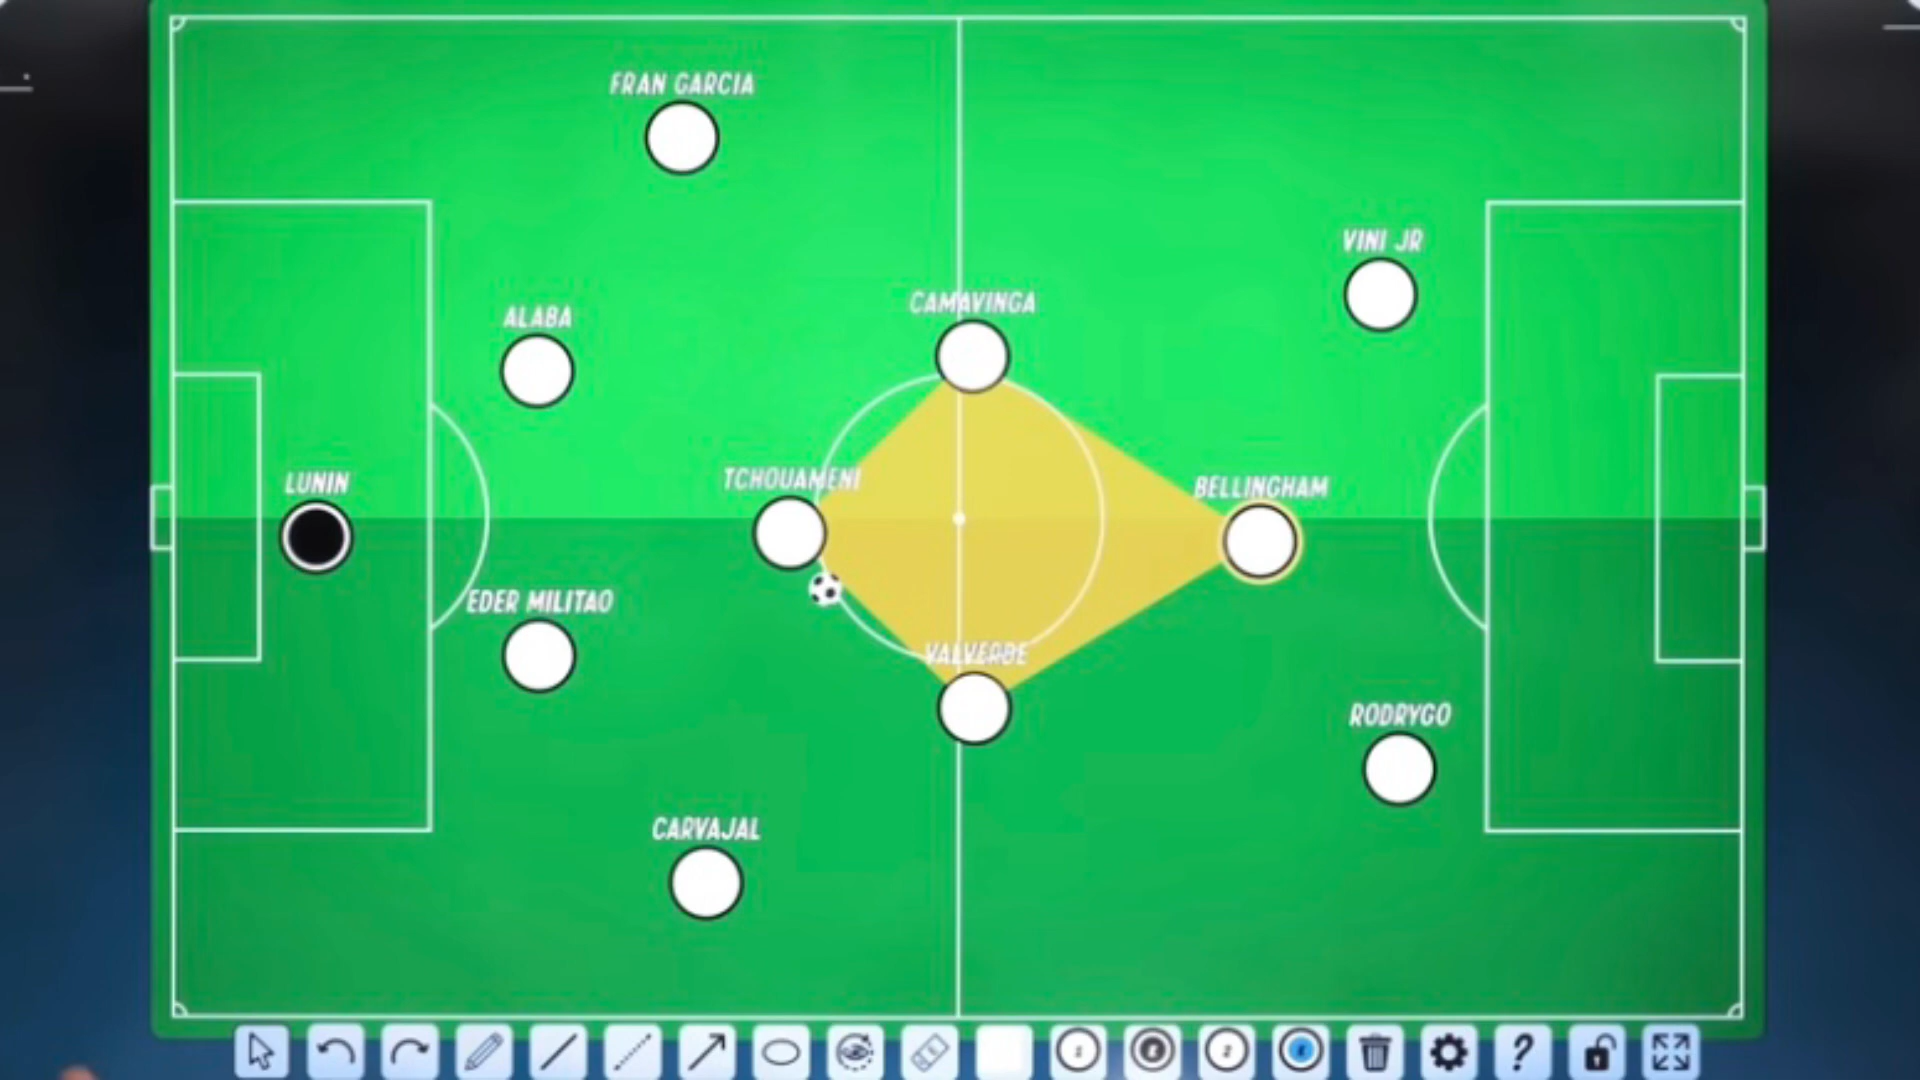 FRAN GARCIA
VINI JR
CAMAVINGA
ALABA
TCHOUAMENI
LUNIN
BELLINGHAM
EDER MILITAO
VALVERDE
RODRYGO
CARVAJAL
?